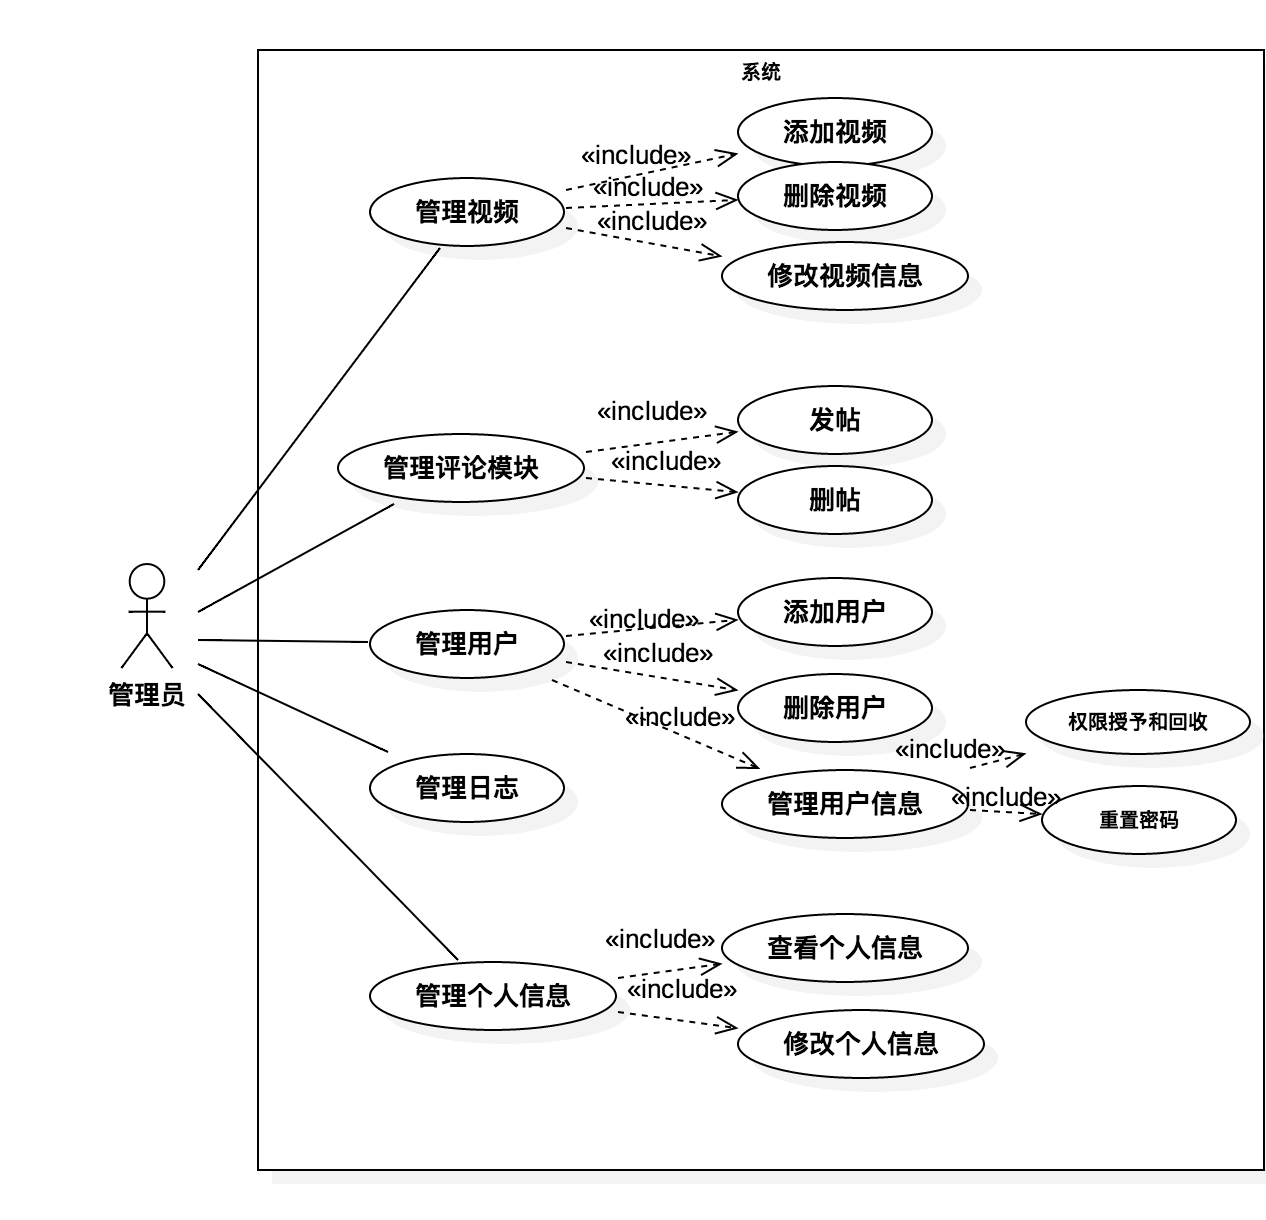 系统
添加视频
«include»
«include»
删除视频
管理视频
«include»
修改视频信息
«include»
发帖
管理评论模块
«include»
删帖
添加用户
«include»
管理用户
«include»
管理员
删除用户
«include»
权限授予和回收
«include»
管理日志
管理用户信息
«include»
重置密码
«include»
查看个人信息
«include»
管理个人信息
修改个人信息